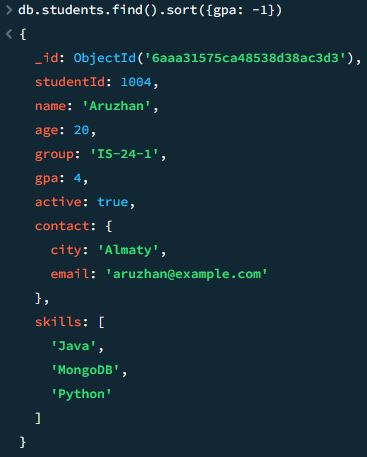 > db.students.find().sort({gpa: -1})
< {
_id: ObjectId('6aaa31575ca48538d38ac3d3'),
studentId: 1004,
name: 'Aruzhan',
age: 20,
group: 'IS-24-1',
gpa: 4,
active: true,
contact: {
city: 'Almaty',
email: 'aruzhan@example.com'
},
skills: [
'Java',
'MongoDB',
'Python'
]
}